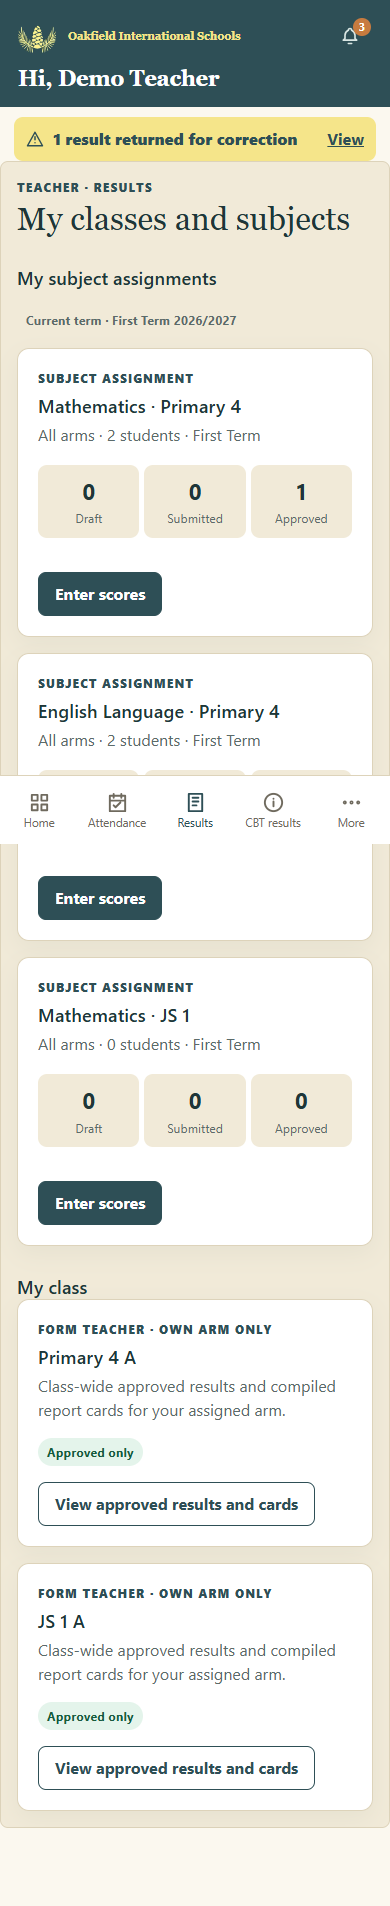 Oakfield International Schools
3
Hi, Demo Teacher
1 result returned for correction
View
TEACHER · RESULTS
My classes and subjects
My subject assignments
Current term · First Term 2026/2027
SUBJECT ASSIGNMENT
Mathematics · Primary 4
All arms · 2 students · First Term
0 0 1
Draft Submitted Approved
Enter scores
SUBJECT ASSIGNMENT
English Language · Primary 4
All arms · 2 students · First Term
Home Attendance Results CBT results More
Enter scores
SUBJECT ASSIGNMENT
Mathematics · JS 1
All arms · 0 students · First Term
0 0 0
Draft Submitted Approved
Enter scores
My class
FORM TEACHER · OWN ARM ONLY
Primary 4 A
Class-wide approved results and compiled
report cards for your assigned arm.
Approved only
View approved results and cards
FORM TEACHER · OWN ARM ONLY
JS 1 A
Class-wide approved results and compiled
report cards for your assigned arm.
Approved only
View approved results and cards